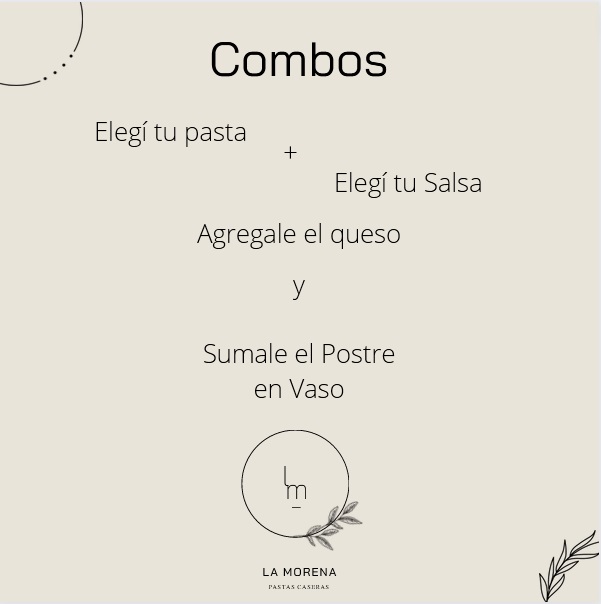 Combos
Elegí tu pasta
+
Elegí tu Salsa
Agregale el queso
y
Sumale el Postre
en Vaso
lm
LA MORENA
PASTAS CASERAS